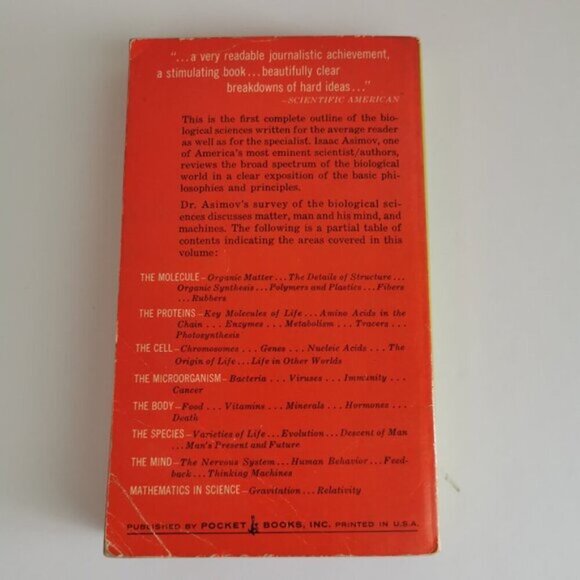 "...a very readable journalistic achievement,
a stimulating book...beautifully clear
breakdowns of hard ideas..."
—SCIENTIFIC AMERICAN
This is the first complete outline of the bio-
logical sciences written for the average reader
as well as for the specialist. Isaac Asimov, one
of America's most eminent scientist/authors,
reviews the broad spectrum of the biological
world in a clear exposition of the basic phi-
losophies and principles.
Dr. Asimov's survey of the biological sci-
ences discusses matter, man and his mind, and
machines. The following is a partial table of
contents indicating the areas covered in this
volume:
THE MOLECULE—Organic Matter...The Details of Structure...
Organic Synthesis...Polymers and Plastics...Fibers
...Rubbers
THE PROTEINS—Key Molecules of Life...Amino Acids in the
Chain...Enzymes...Metabolism...Tracers...
Photosynthesis
THE CELL—Chromosomes...Genes...Nucleic Acids...The
Origin of Life...Life in Other Worlds
THE MICROORGANISM—Bacteria...Viruses...Immunity...
Cancer
THE BODY—Food...Vitamins...Minerals...Hormones...
Death
THE SPECIES—Varieties of Life...Evolution...Descent of Man
...Man's Present and Future
THE MIND—The Nervous System...Human Behavior...Feed-
back...Thinking Machines
MATHEMATICS IN SCIENCE—Gravitation...Relativity
PUBLISHED BY POCKET BOOKS, INC. PRINTED IN U.S.A.